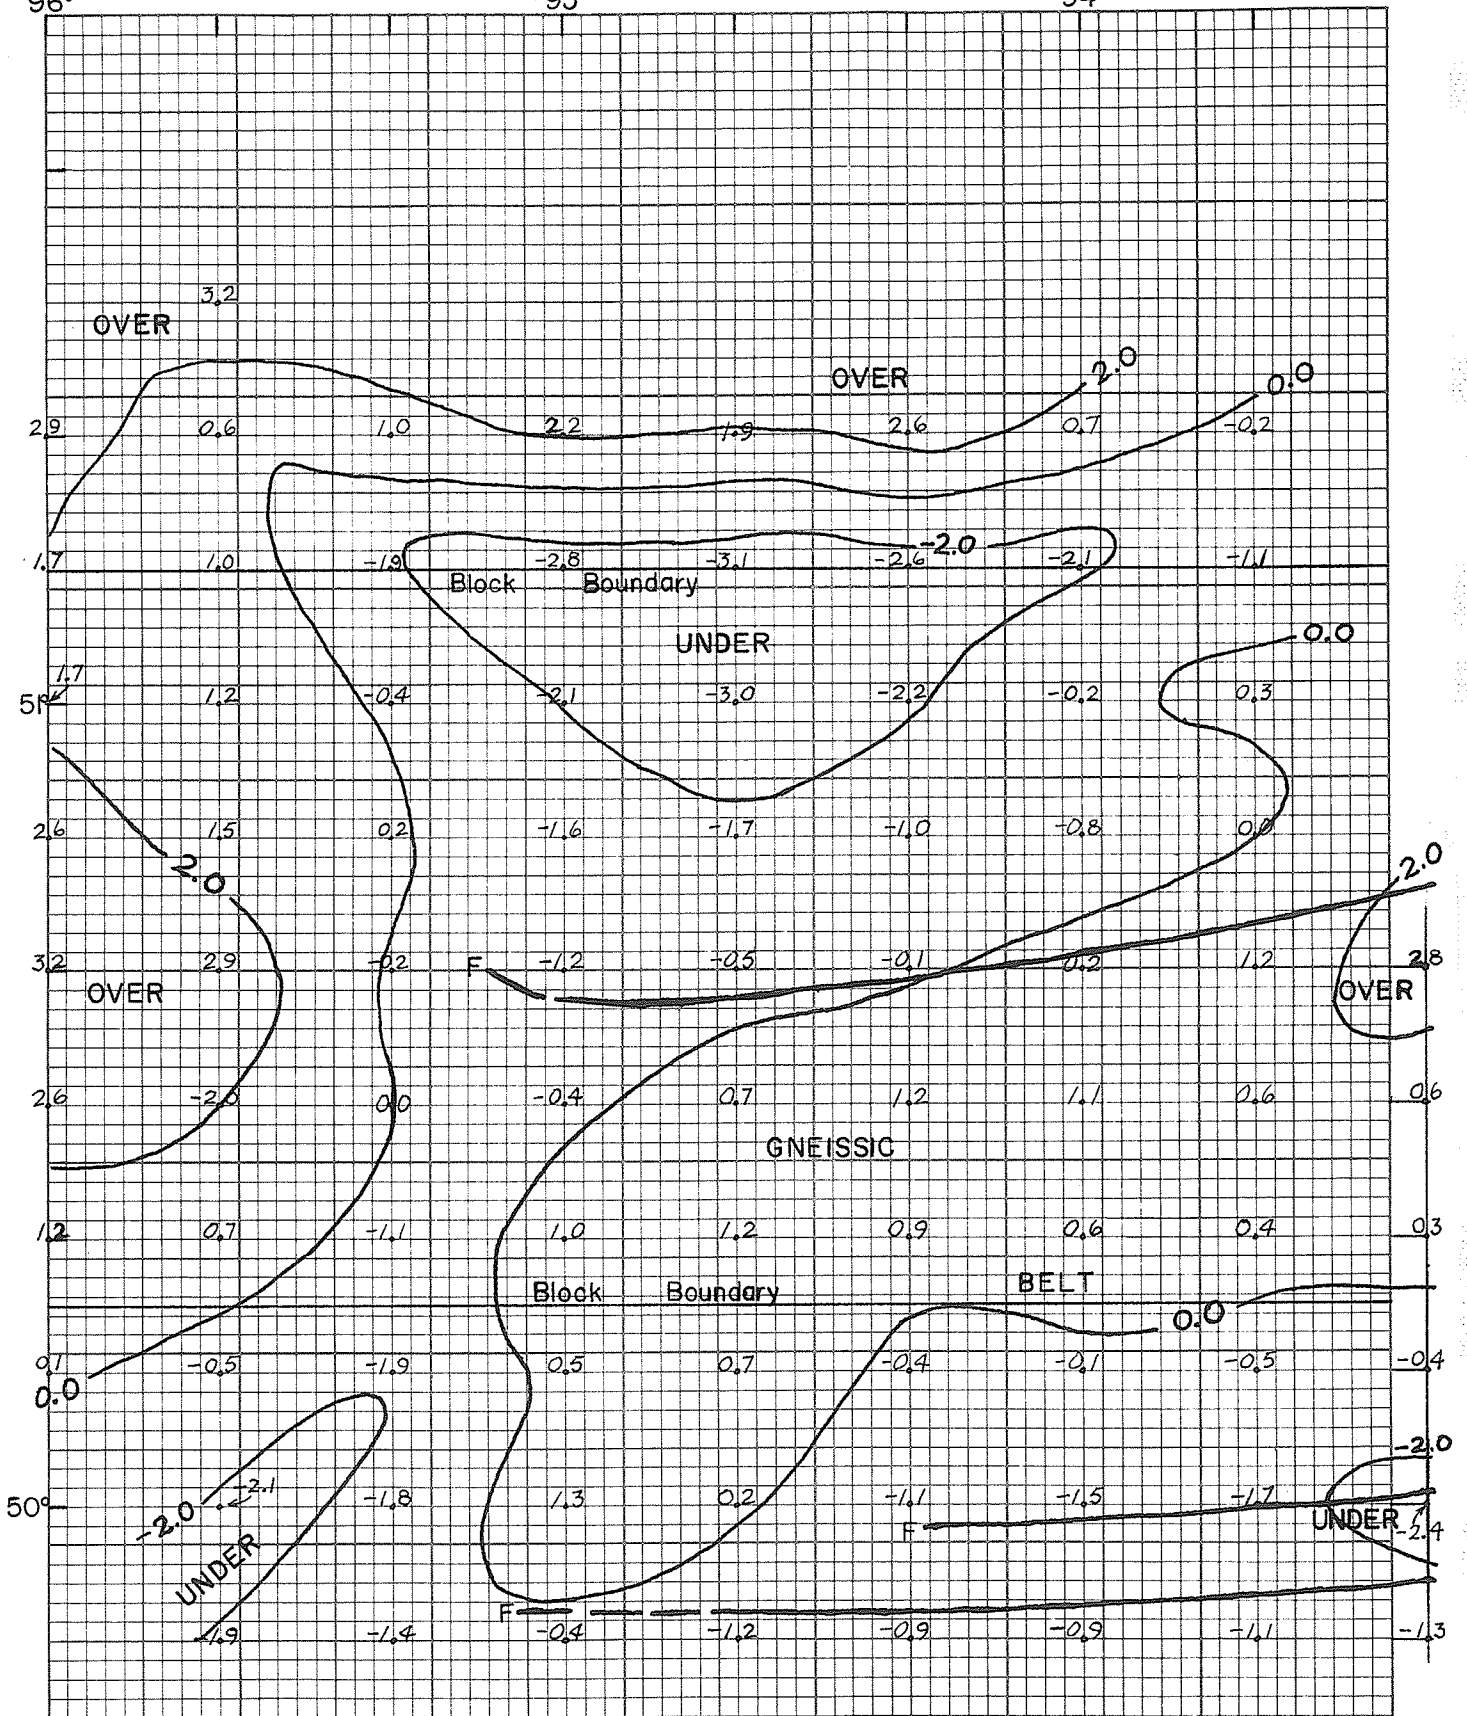 96° 95 94
3.2
OVER
2.0
OVER 0.0
2.9 0.6 1.0 2.2 1.9 2.6 0.7 -0.2
-2.0
1.7 1.0 -1.9 -2.8 -3.1 -2.6 -2.1 -1.1
Block Boundary
0.0
UNDER
1.7
51° 1.2 -0.4 -2.1 -3.0 -2.2 -0.2 0.3
2.6 1.5 0.2 -1.6 -1.7 -1.0 -0.8 0.0
2.0
2.0
3.2 2.9 -0.2 F -1.2 -0.5 -0.1 0.2 1.2 2.8
OVER OVER
2.6 -2.0 0.0 -0.4 0.7 1.2 1.1 0.6 0.6
GNEISSIC
1.2 0.7 -1.1 1.0 1.2 0.9 0.6 0.4 0.3
BELT
Block Boundary
0.0
0.1 -0.5 -1.9 0.5 0.7 -0.4 -0.1 -0.5 -0.4
0.0
-2.0
-2.1
50° -1.8 1.3 0.2 -1.1 -1.5 -1.7
-2.0
UNDER
F -2.4
UNDER
F
-1.9 -1.4 -0.4 -1.2 -0.9 -0.9 -1.1 -1.3